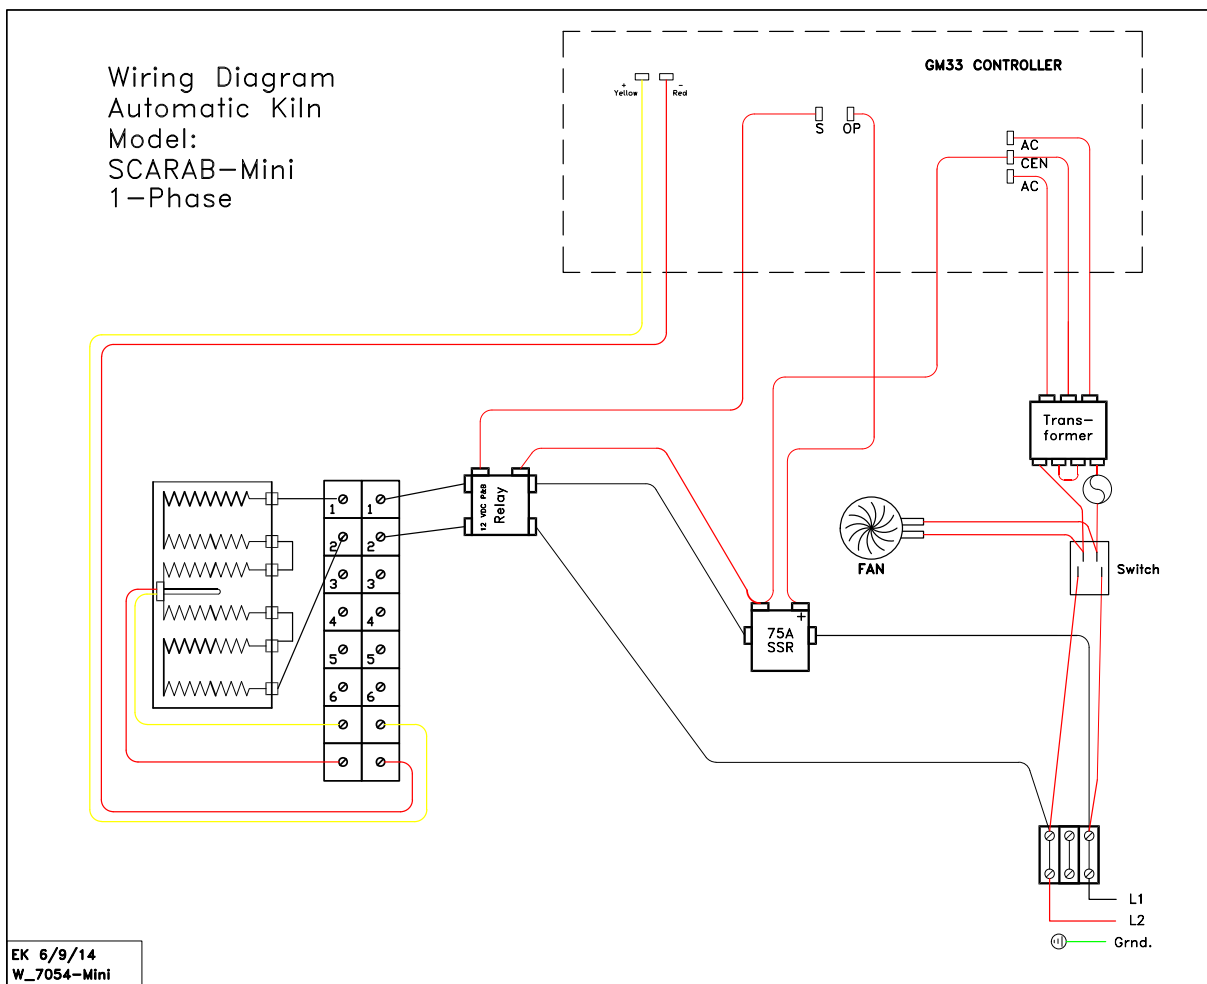 Wiring Diagram
Automatic Kiln
Model:
SCARAB-Mini
1-Phase
GM33 CONTROLLER
+
Yellow
-
Red
S
OP
AC
CEN
AC
Trans-
former
12 VDC P&B
Relay
1
1
2
2
3
3
4
4
5
5
6
6
FAN
Switch
+
75A
SSR
L1
L2
Grnd.
EK 6/9/14
W_7054-Mini